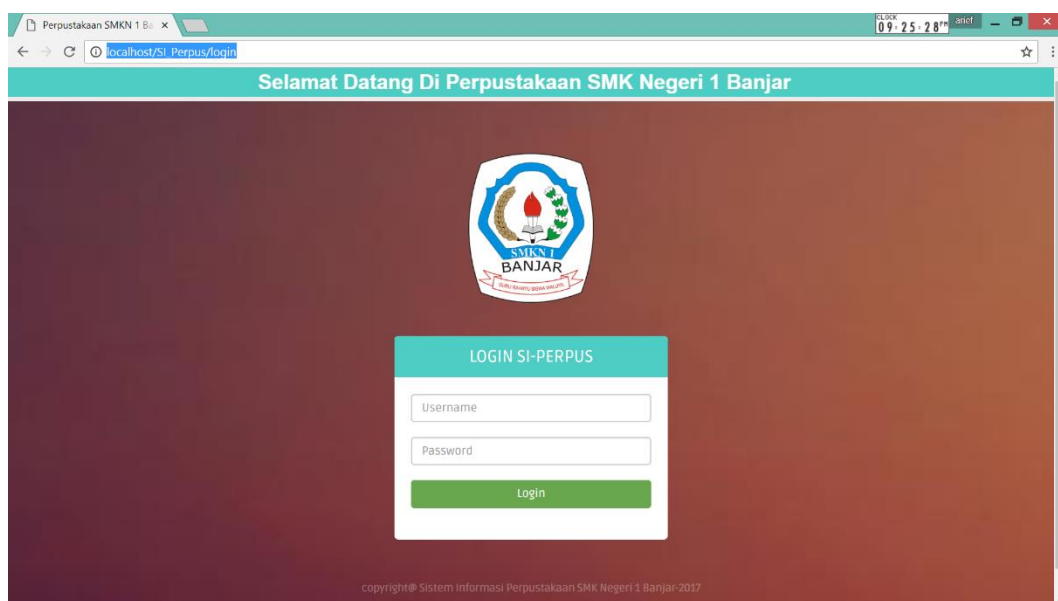 Perpustakaan SMKN 1 Ba
CLOCK
09:25:28PM
arief
localhost/SI_Perpus/login
Selamat Datang Di Perpustakaan SMK Negeri 1 Banjar
SMKN 1
BANJAR
LOGIN SI-PERPUS
Username
Password
Login
copyright@ Sistem Informasi Perpustakaan SMK Negeri 1 Banjar-2017